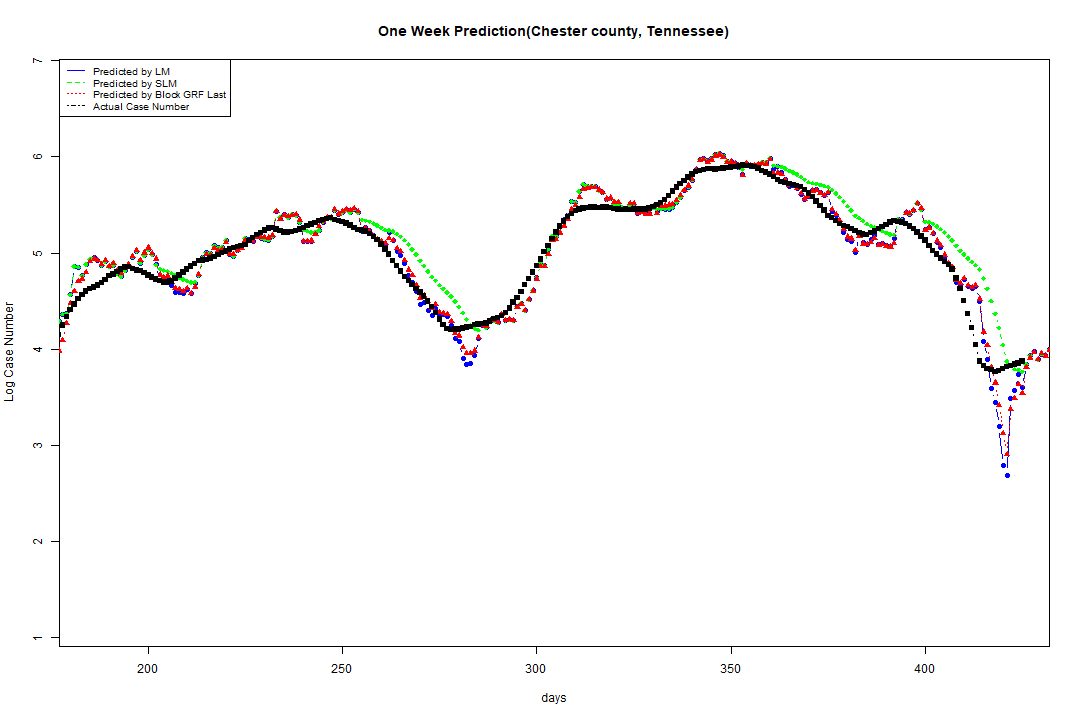 One Week Prediction(Chester county, Tennessee)
Predicted by LM
Predicted by SLM
Predicted by Block GRF Last
Actual Case Number
7
6
5
4
3
2
1
Log Case Number
200 250 300 350 400
days